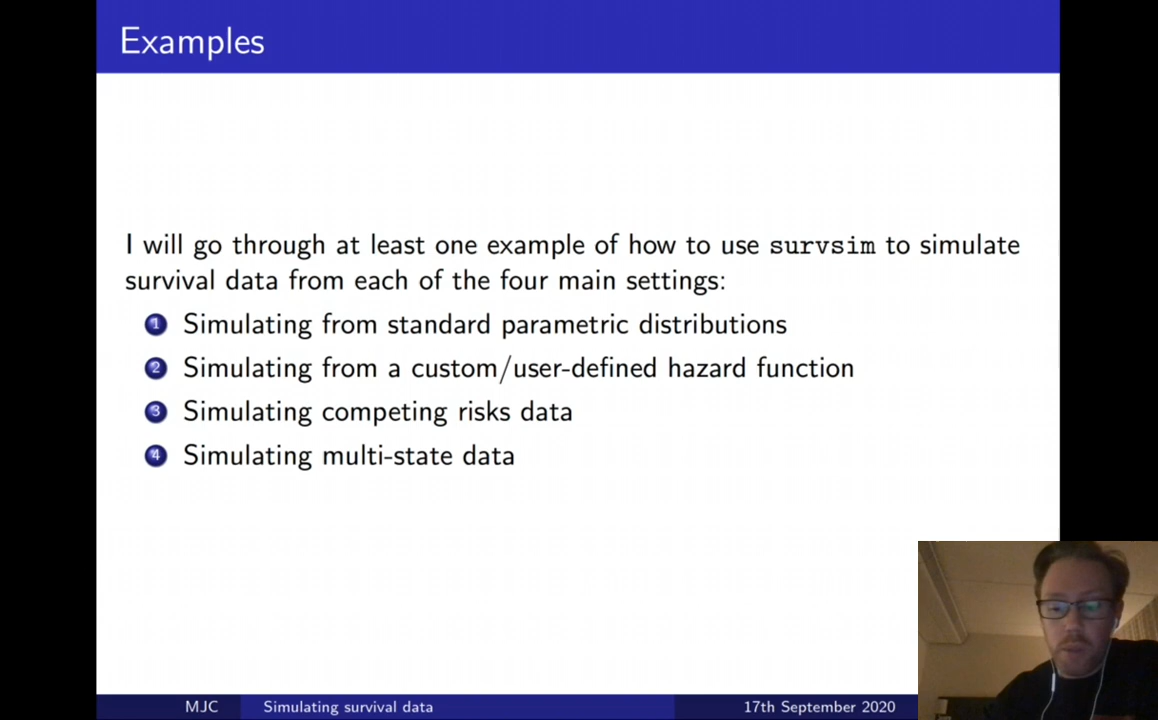 Examples
I will go through at least one example of how to use survsim to simulate
survival data from each of the four main settings:
1 Simulating from standard parametric distributions
2 Simulating from a custom/user-defined hazard function
3 Simulating competing risks data
4 Simulating multi-state data
MJC Simulating survival data 17th September 2020